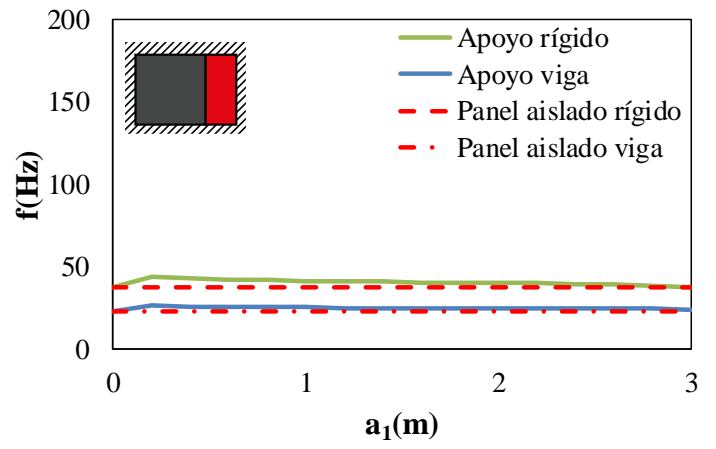 200
150
100
50
0
f(Hz)
Apoyo rígido
Apoyo viga
Panel aislado rígido
Panel aislado viga
0 1 2 3
a₁(m)